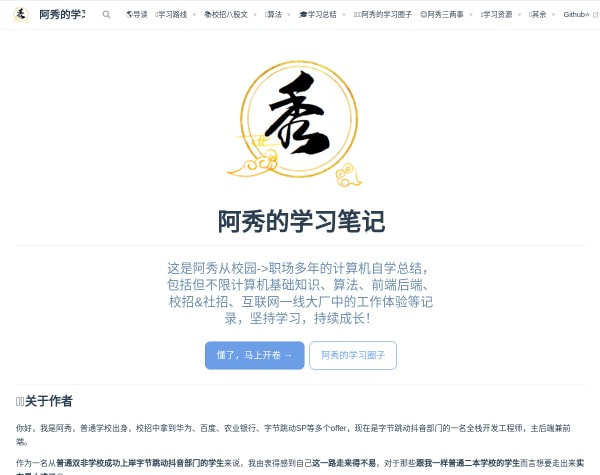 阿秀的学习
导读 学习路线 校招八股文 算法 学习总结 阿秀的学习圈子 阿秀三两事 学习资源 其余 Github
秀
阿秀的学习笔记
这是阿秀从校园->职场多年的计算机自学总结，
包括但不限计算机基础知识、算法、前端后端、
校招&社招、互联网一线大厂中的工作体验等记
录，坚持学习，持续成长！
懂了，马上开卷 →
阿秀的学习圈子
关于作者
你好，我是阿秀，普通学校出身，校招中拿到华为、百度、农业银行、字节跳动SP等多个offer，现在是字节跳动抖音部门的一名全栈开发工程师，主后端兼前
端。
作为一名从普通双非学校成功上岸字节跳动抖音部门的学生来说，我由衷得感到自己这一路走来得不易，对于那些跟我一样普通二本学校的学生而言想要走出来实